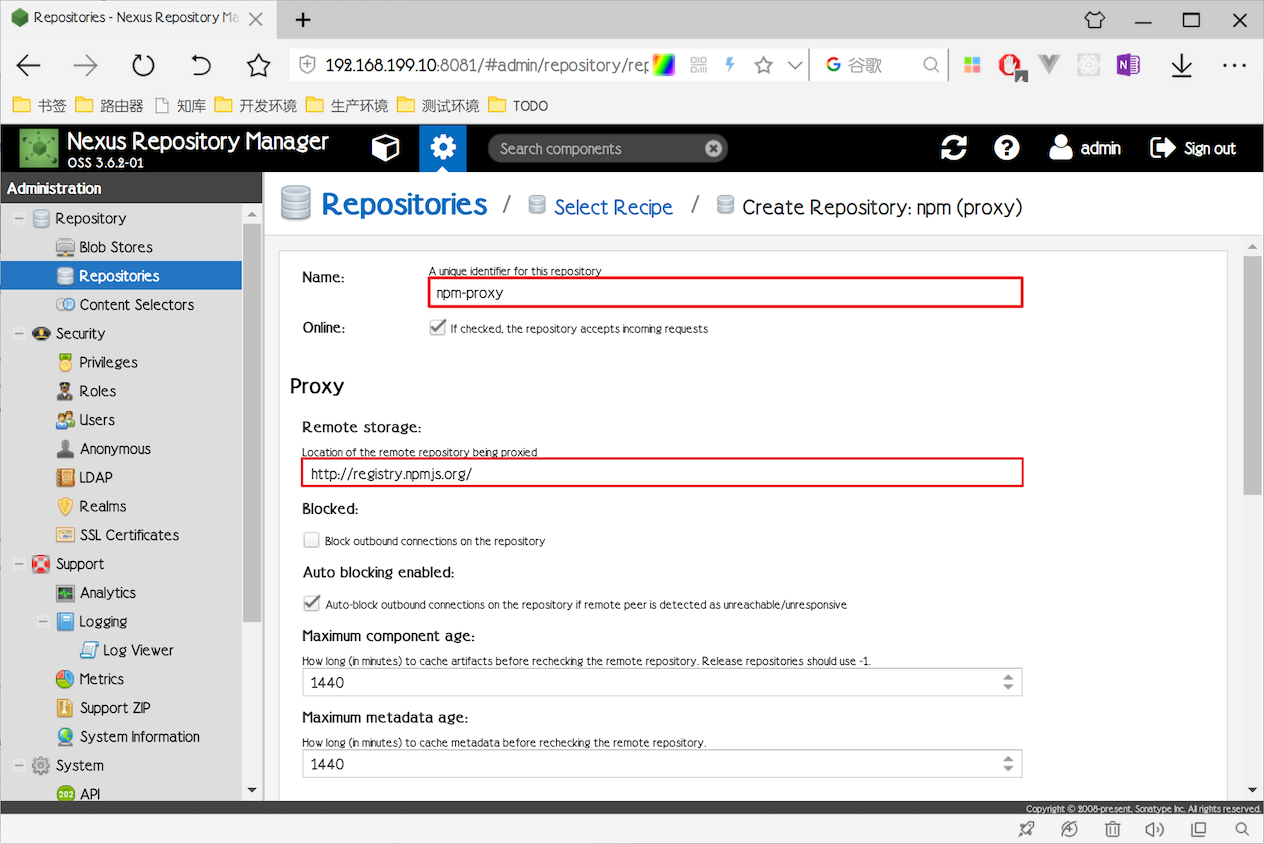 Repositories - Nexus Repository Ma
192.168.199.10:8081/#admin/repository/rep
谷歌
书签 路由器 知库 开发环境 生产环境 测试环境 TODO
Nexus Repository Manager
OSS 3.6.2-01
Search components
admin
Sign out
Administration
Repository
Blob Stores
Repositories
Content Selectors
Security
Privileges
Roles
Users
Anonymous
LDAP
Realms
SSL Certificates
Support
Analytics
Logging
Log Viewer
Metrics
Support ZIP
System Information
System
API
Repositories / Select Recipe / Create Repository: npm (proxy)
Name:
A unique identifier for this repository
npm-proxy
Online:
If checked, the repository accepts incoming requests
Proxy
Remote storage:
Location of the remote repository being proxied
http://registry.npmjs.org/
Blocked:
Block outbound connections on the repository
Auto blocking enabled:
Auto-block outbound connections on the repository if remote peer is detected as unreachable/unresponsive
Maximum component age:
How long (in minutes) to cache artifacts before rechecking the remote repository. Release repositories should use -1.
1440
Maximum metadata age:
How long (in minutes) to cache metadata before rechecking the remote repository.
1440
Copyright © 2008-present, Sonatype Inc. All rights reserved.